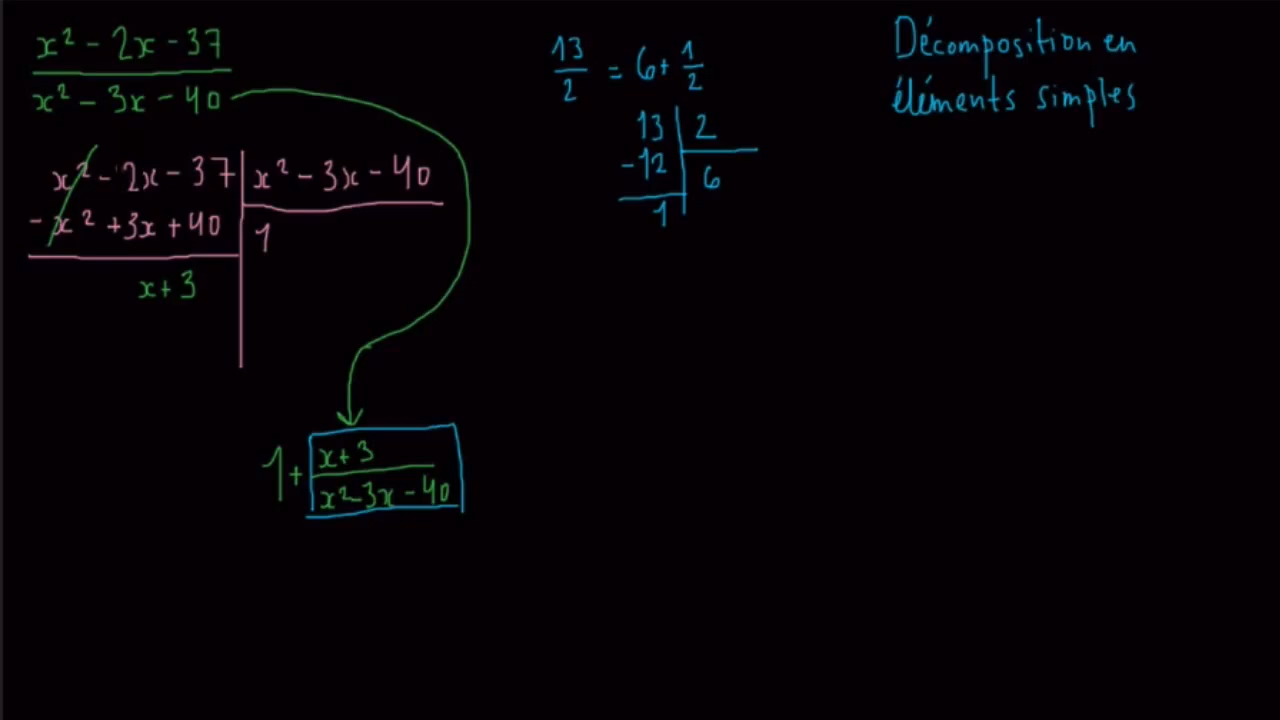 x² - 2x - 37
x² - 3x - 40
x² - 2x - 37 | x² - 3x - 40
- x² + 3x + 40 | 1
x + 3
1 + x + 3
x² - 3x - 40
13/2 = 6 + 1/2
13 | 2
-12 | 6
1
Décomposition en
éléments simples